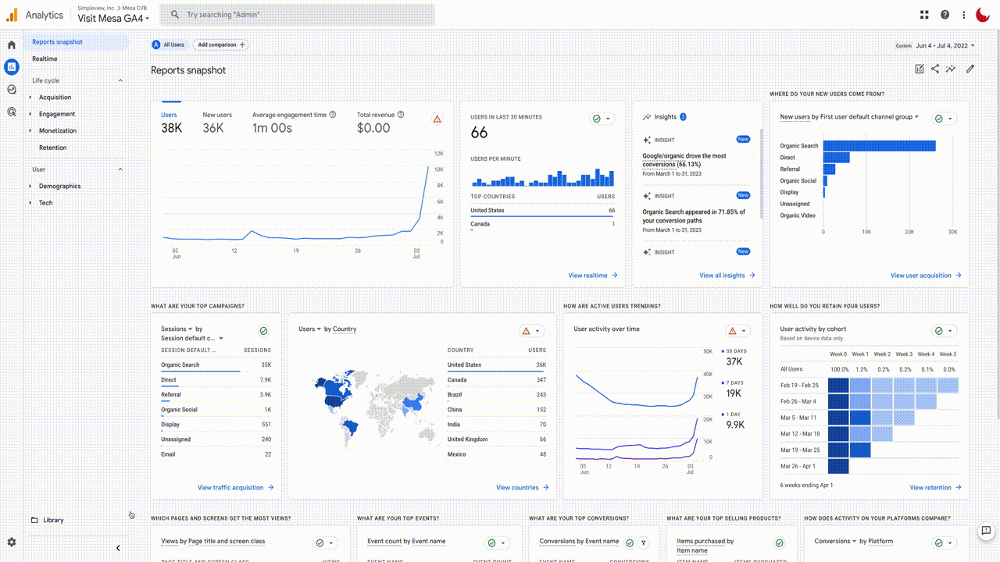 Analytics
Simpleview, Inc. > Mesa CVB
Visit Mesa GA4
Try searching "Admin"
Reports snapshot
Realtime
Life cycle
Acquisition
Engagement
Monetization
Retention
User
Demographics
Tech
Library
A All Users
Add comparison +
Custom Jun 4 - Jul 4, 2022
Reports snapshot
Users
38K
New users
36K
Average engagement time
1m 00s
Total revenue
$0.00
12K
10K
8K
6K
4K
2K
0
05 Jun
12
19
26
03 Jul
USERS IN LAST 30 MINUTES
66
USERS PER MINUTE
TOP COUNTRIES USERS
United States 66
Canada 1
View realtime
Insights 3
INSIGHT New
Google/organic drove the most
conversions (66.13%)
From March 1 to 31, 2023
INSIGHT New
Organic Search appeared in 71.85% of
your conversion paths
From March 1 to 31, 2023
INSIGHT New
View all insights
WHERE DO YOUR NEW USERS COME FROM?
New users by First user default channel group
Organic Search
Direct
Referral
Organic Social
Display
Unassigned
Organic Video
0 10K 20K 30K
View user acquisition
WHAT ARE YOUR TOP CAMPAIGNS?
Sessions by
Session default c...
SESSION DEFAULT ... SESSIONS
Organic Search 35K
Direct 7.9K
Referral 3.9K
Organic Social 1K
Display 551
Unassigned 240
Email 22
View traffic acquisition
Users by Country
COUNTRY USERS
United States 36K
Canada 347
Brazil 243
China 152
India 70
United Kingdom 66
Mexico 48
View countries
HOW ARE ACTIVE USERS TRENDING?
User activity over time
50K
40K
30K
20K
10K
0
05 Jun
12
19
26
03 Jul
30 DAYS
37K
7 DAYS
19K
1 DAY
9.9K
HOW WELL DO YOU RETAIN YOUR USERS?
User activity by cohort
Based on device data only
Week 0 Week 1 Week 2 Week 3 Week 4 Week 5
All Users 100.0% 1.2% 0.2% 0.2% 0.1% 0.0%
Feb 19 - Feb 25
Feb 26 - Mar 4
Mar 5 - Mar 11
Mar 12 - Mar 18
Mar 19 - Mar 25
Mar 26 - Apr 1
6 weeks ending Apr 1
View retention
WHICH PAGES AND SCREENS GET THE MOST VIEWS?
Views by Page title and screen class
PAGE TITLE AND SCREEN CLASS VIEWS
WHAT ARE YOUR TOP EVENTS?
Event count by Event name
EVENT NAME EVENT COUNT
WHAT ARE YOUR TOP CONVERSIONS?
Conversions by Event name
EVENT NAME CONVERSIONS
WHAT ARE YOUR TOP SELLING PRODUCTS?
Items purchased by
Item name
ITEM NAME ITEMS PURCHASED
HOW DOES ACTIVITY ON YOUR PLATFORMS COMPARE?
Conversions by Platform